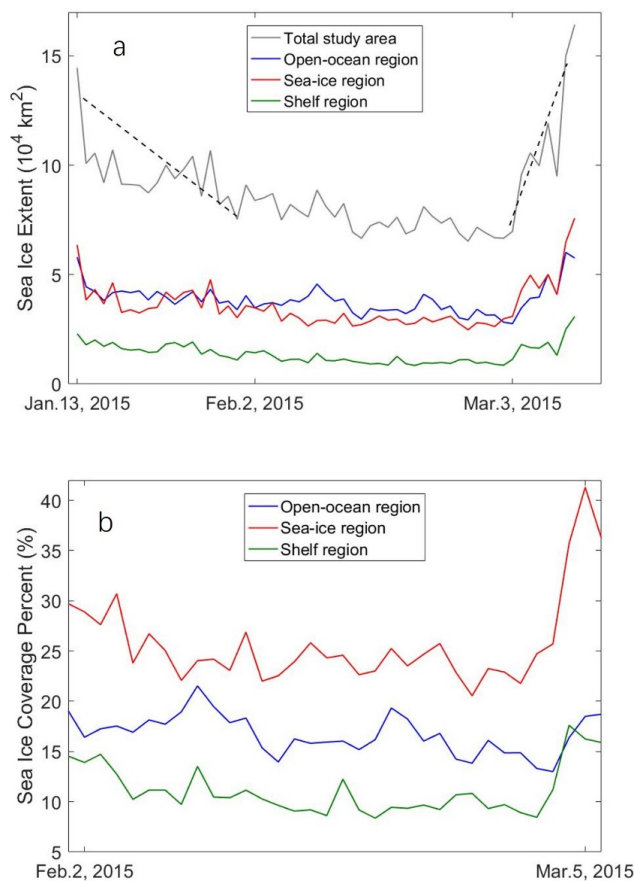 a
Total study area
Open-ocean region
Sea-ice region
Shelf region
Sea Ice Extent (10⁴ km²)
15
10
5
0
Jan.13, 2015
Feb.2, 2015
Mar.3, 2015
b
Open-ocean region
Sea-ice region
Shelf region
Sea Ice Coverage Percent (%)
40
35
30
25
20
15
10
5
Feb.2, 2015
Mar.5, 2015